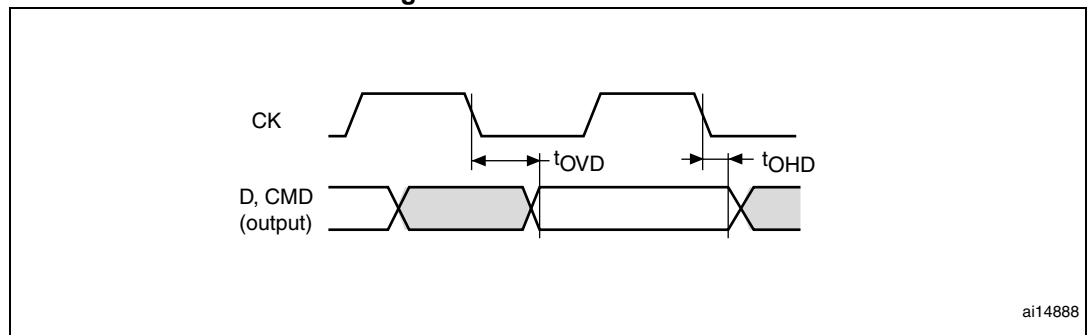 CK
tOVD
tOHD
D, CMD
(output)
ai14888